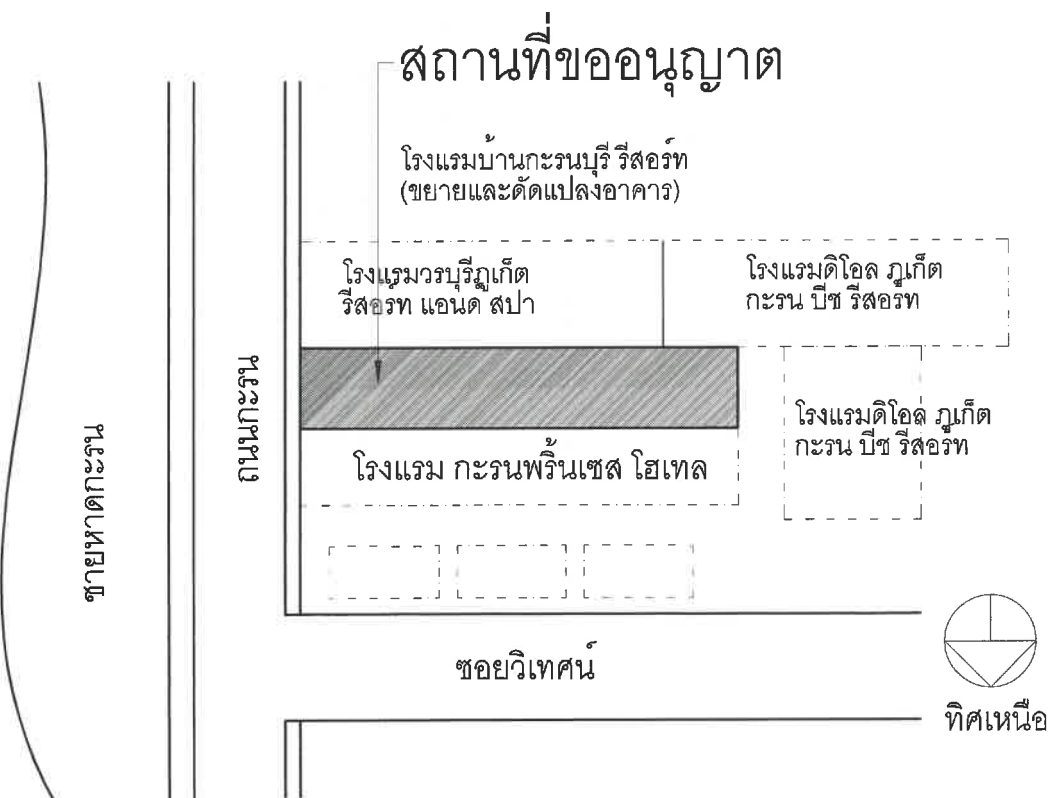 สถานที่ขออนุญาต
โรงแรมบ้านกะรนบุรี รีสอร์ท
(ขยายและดัดแปลงอาคาร)
โรงแรมวรบุรีภูเก็ต
รีสอร์ท แอนด์ สปา
โรงแรมดิโอล ภูเก็ต
กะรน บีช รีสอร์ท
ถนนกะรน
ชายหาดกะรน
โรงแรมดิโอล ภูเก็ต
กะรน บีช รีสอร์ท
โรงแรม กะรนพริ้นเซส โฮเทล
ซอยวิเทศน์
ทิศเหนือ